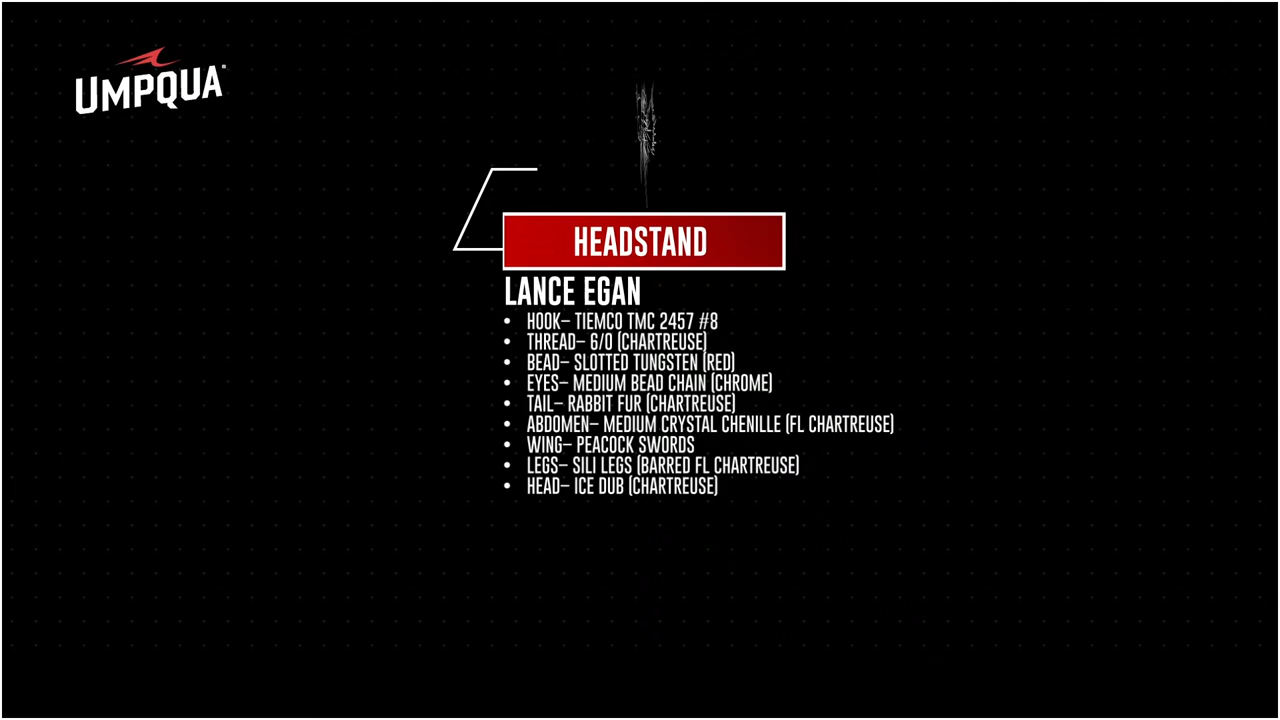 UMPQUA
HEADSTAND
LANCE EGAN
• HOOK– TIEMCO TMC 2457 #8
• THREAD– 6/0 (CHARTREUSE)
• BEAD– SLOTTED TUNGSTEN (RED)
• EYES– MEDIUM BEAD CHAIN (CHROME)
• TAIL– RABBIT FUR (CHARTREUSE)
• ABDOMEN– MEDIUM CRYSTAL CHENILLE (FL CHARTREUSE)
• WING– PEACOCK SWORDS
• LEGS– SILI LEGS (BARRED FL CHARTREUSE)
• HEAD– ICE DUB (CHARTREUSE)